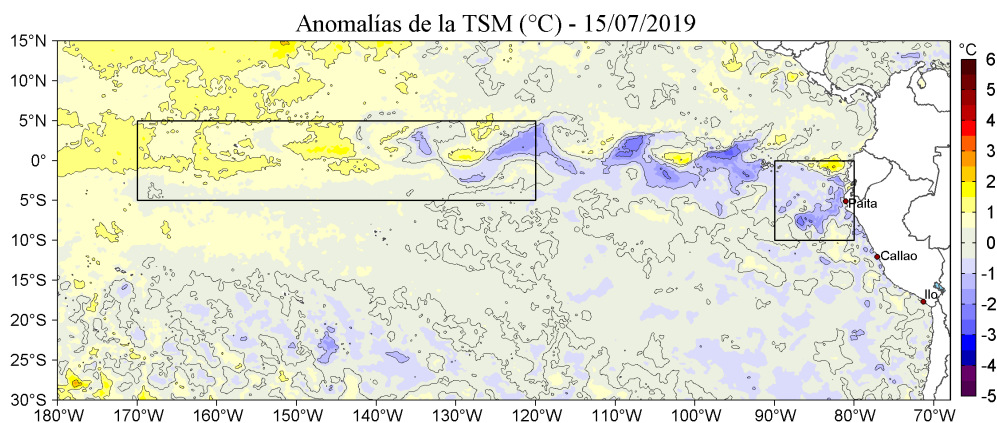 Anomalías de la TSM (°C) - 15/07/2019
15°N
10°N
5°N
0°
5°S
10°S
15°S
20°S
25°S
30°S
180°W
170°W
160°W
150°W
140°W
130°W
120°W
110°W
100°W
90°W
80°W
70°W
Paita
Callao
Ilo
°C
6
5
4
3
2
1
0
-1
-2
-3
-4
-5